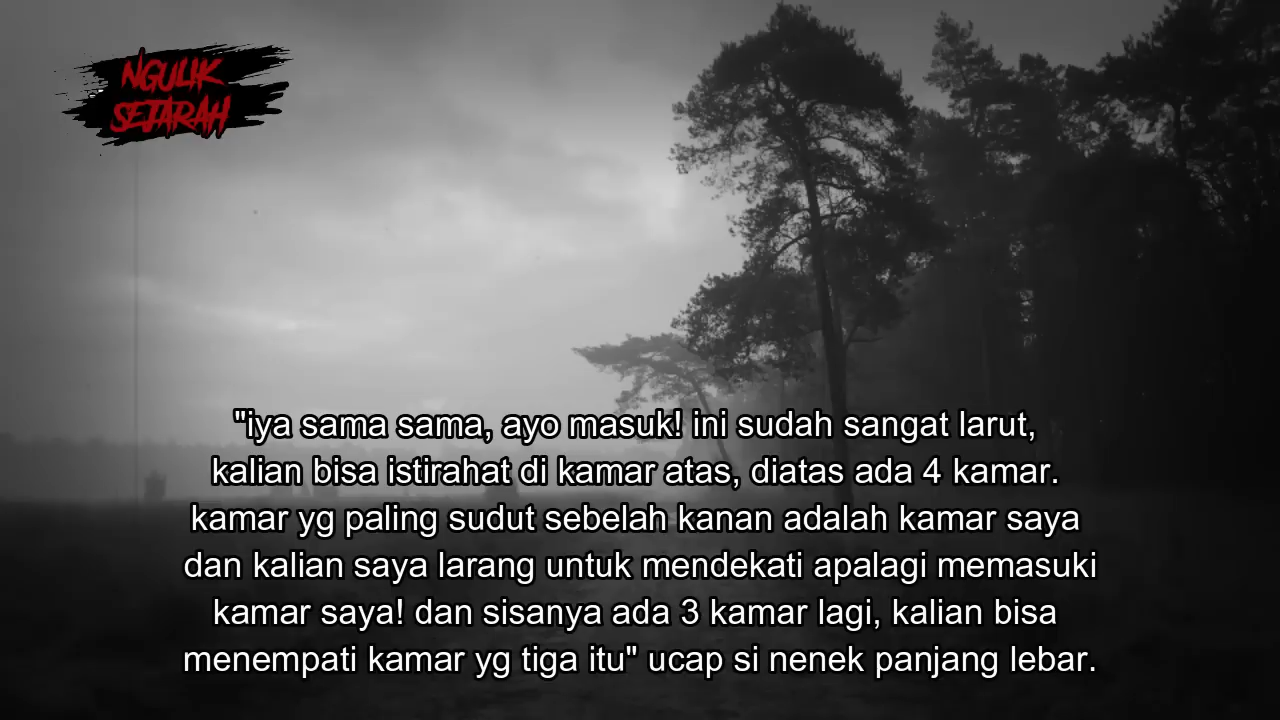 NGULIK
SEJARAH
"iya sama sama, ayo masuk! ini sudah sangat larut,
kalian bisa istirahat di kamar atas, diatas ada 4 kamar.
kamar yg paling sudut sebelah kanan adalah kamar saya
dan kalian saya larang untuk mendekati apalagi memasuki
kamar saya! dan sisanya ada 3 kamar lagi, kalian bisa
menempati kamar yg tiga itu" ucap si nenek panjang lebar.